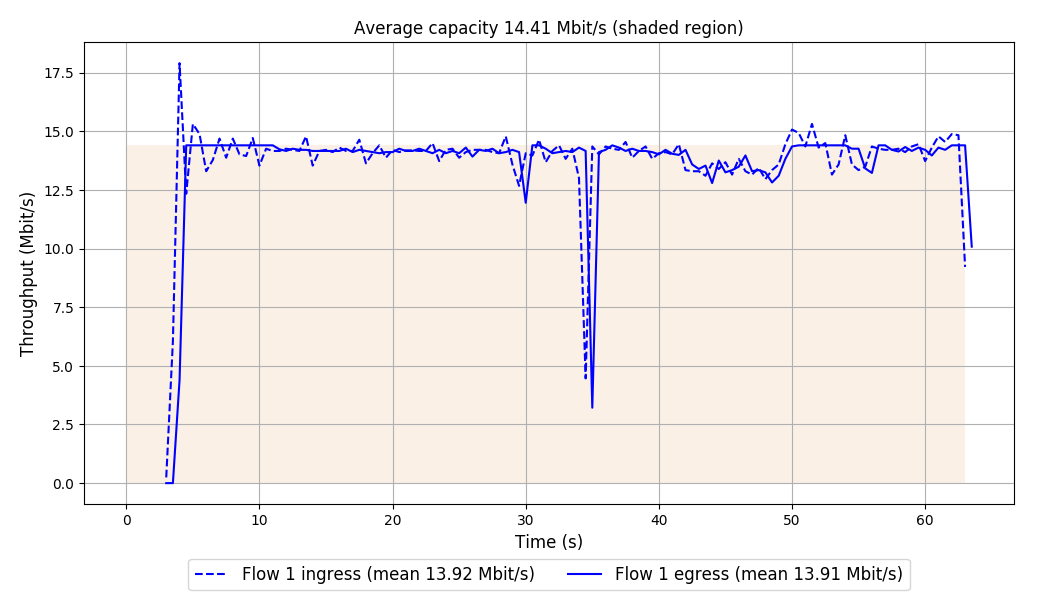 Average capacity 14.41 Mbit/s (shaded region)
Throughput (Mbit/s)
17.5
15.0
12.5
10.0
7.5
5.0
2.5
0.0
0 10 20 30 40 50 60
Time (s)
Flow 1 ingress (mean 13.92 Mbit/s) Flow 1 egress (mean 13.91 Mbit/s)